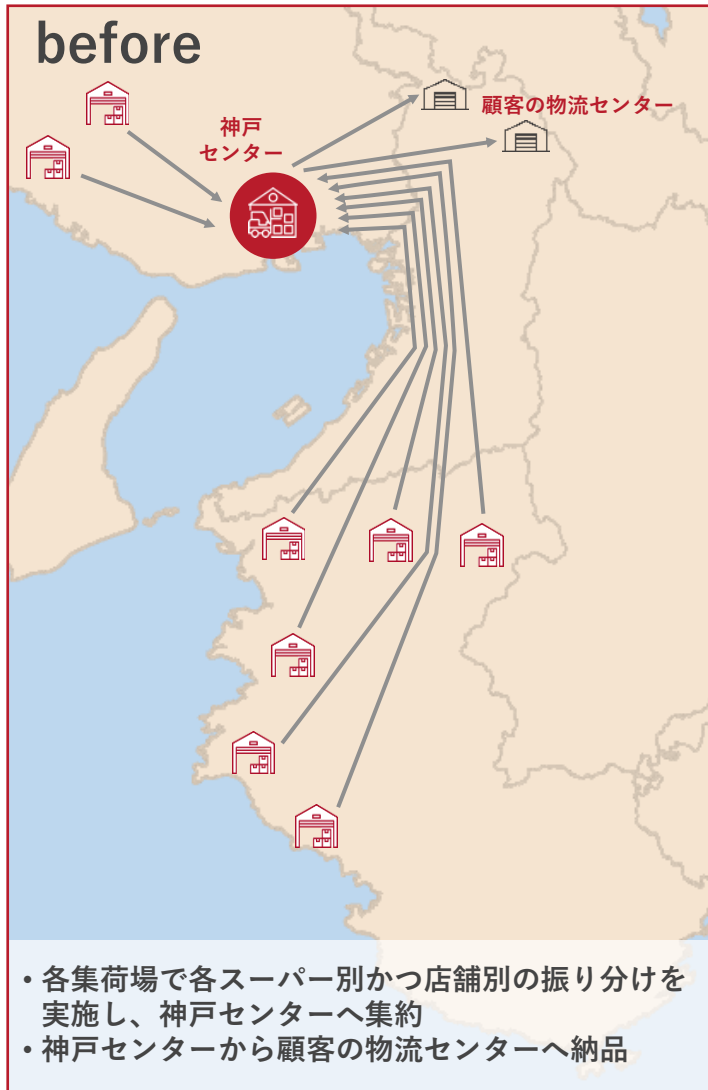 before
神戸
センター
顧客の物流センター
・各集荷場で各スーパー別かつ店舗別の振り分けを
実施し、神戸センターへ集約
・神戸センターから顧客の物流センターへ納品